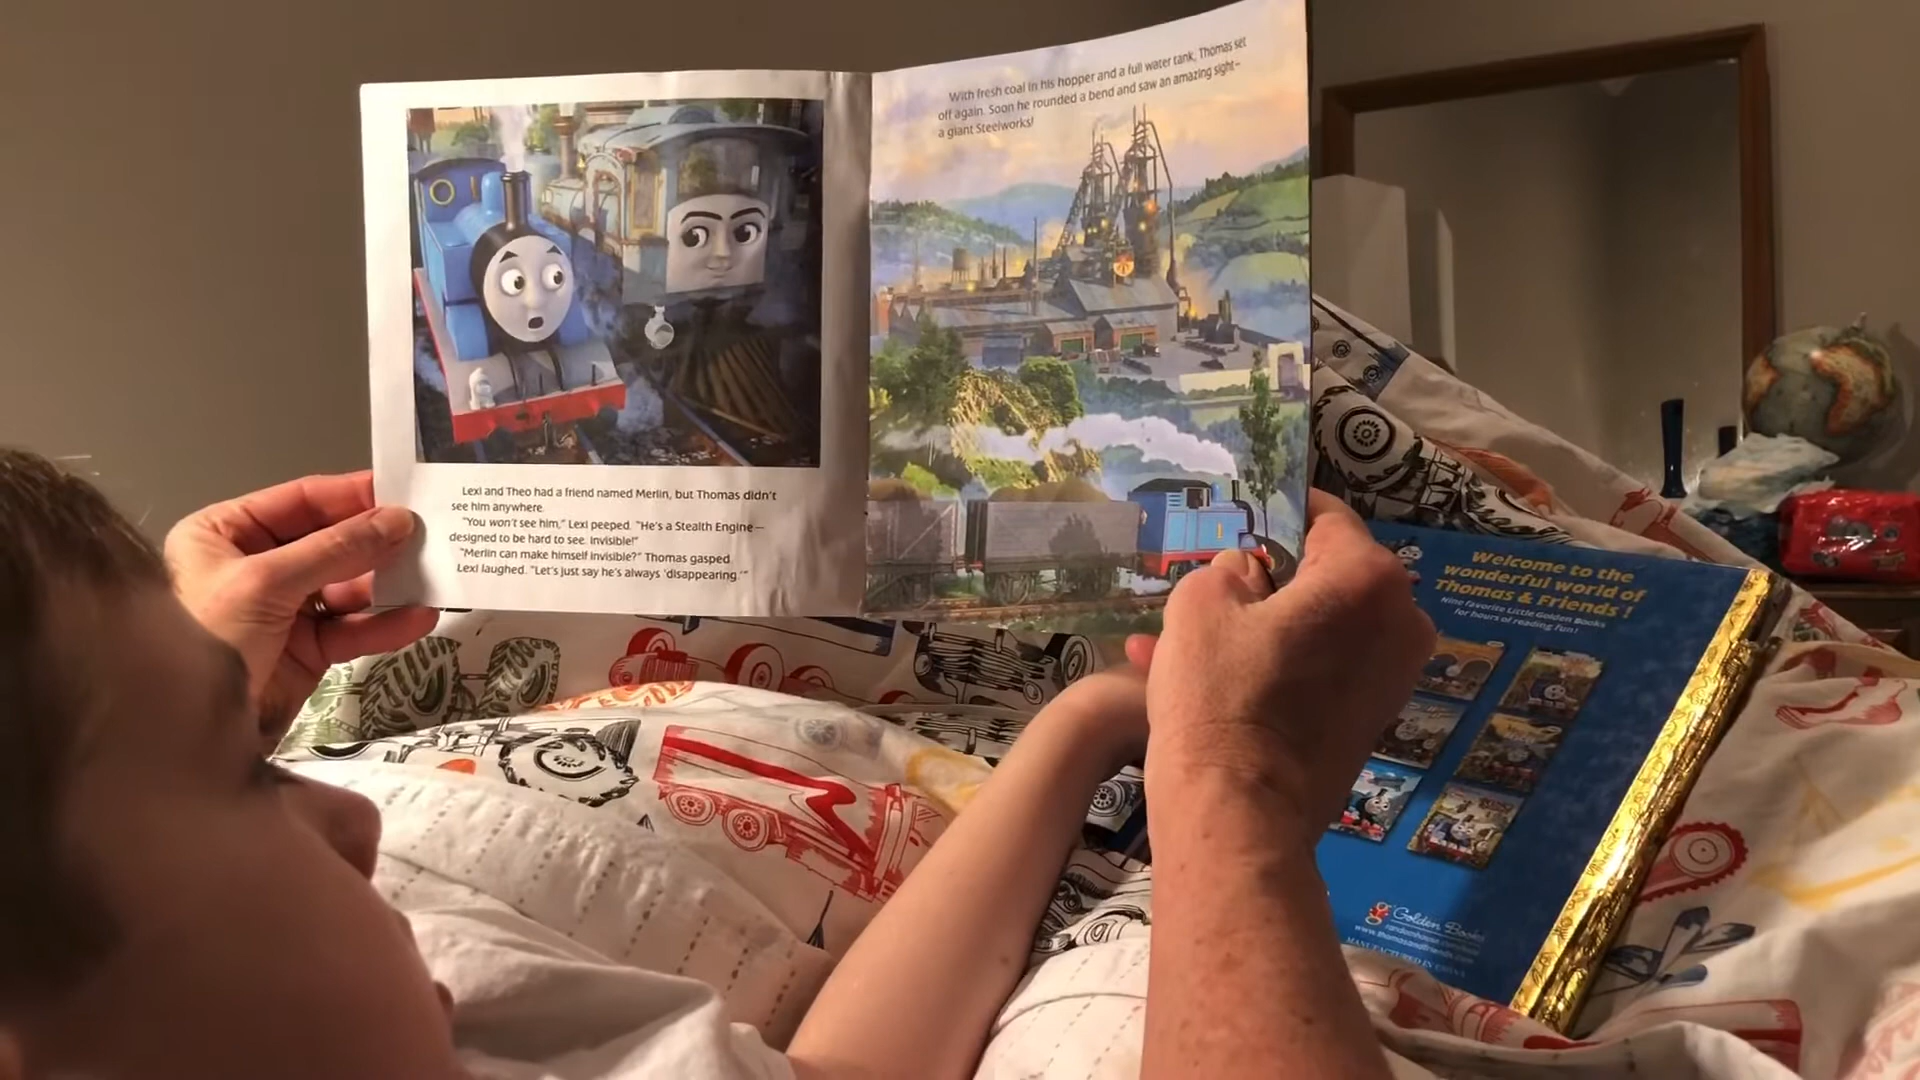 Lexi and Theo had a friend named Merlin, but Thomas didn't
see him anywhere.
"You won't see him," Lexi peeped. "He's a Stealth Engine—
designed to be hard to see. Invisible!"
"Merlin can make himself invisible?" Thomas gasped.
Lexi laughed. "Let's just say he's always 'disappearing.'"
With fresh coal in his hopper and a full water tank, Thomas set
off again. Soon he rounded a bend and saw an amazing sight—
a giant Steelworks!
1
Welcome to the
wonderful world of
Thomas & Friends!
Nine favorite Little Golden Books
for hours of reading fun!
Golden Books
www.thomasandfriends.com
MANUFACTURED IN CHINA